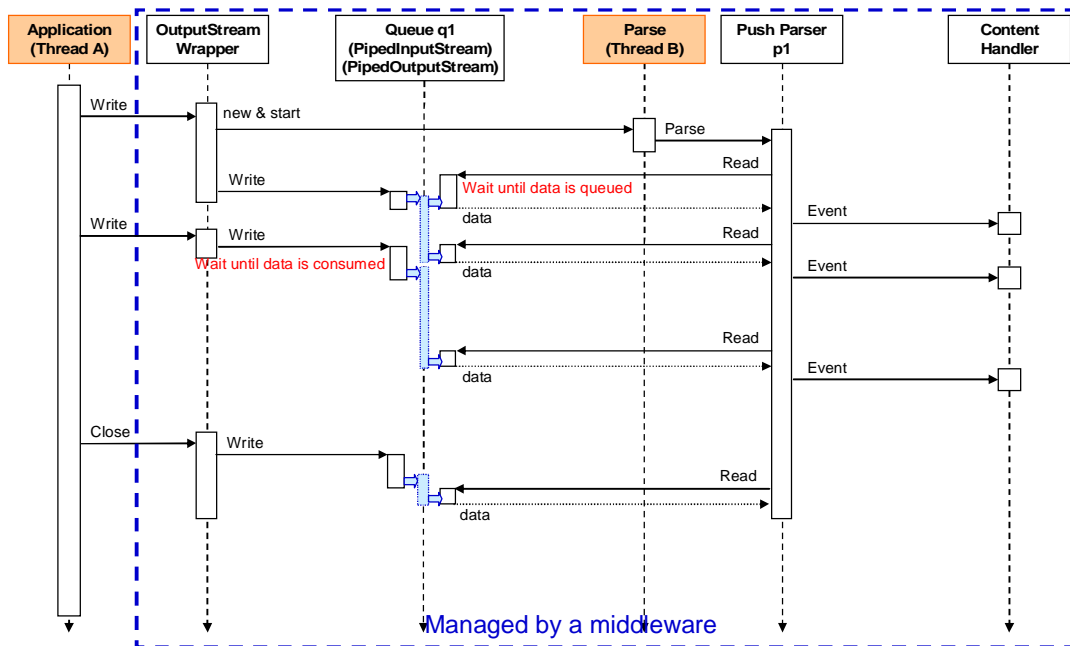 Application
(Thread A)
OutputStream
Wrapper
Queue q1
(PipedInputStream)
(PipedOutputStream)
Parse
(Thread B)
Push Parser
p1
Content
Handler
Write
new & start
Parse
Read
Write
Wait until data is queued
data
Event
Write
Write
Read
Wait until data is consumed
data
Event
Read
data
Event
Close
Write
Read
data
Managed by a middleware